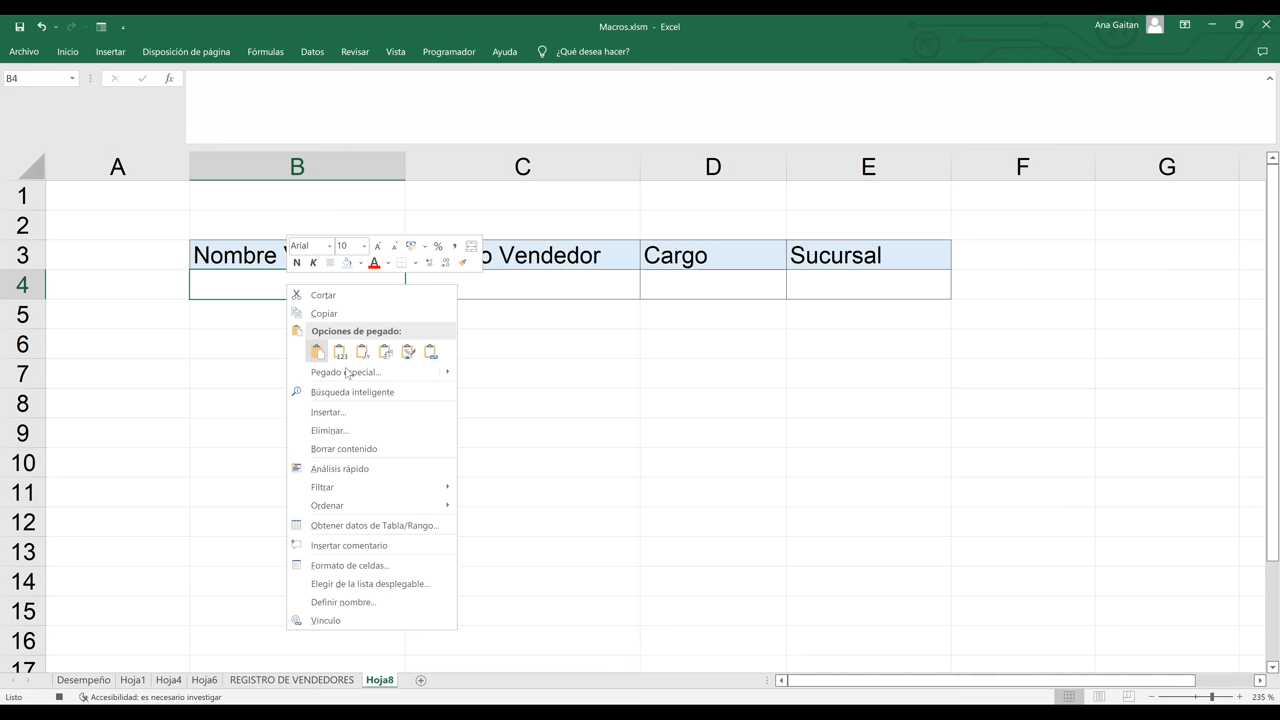 Macros.xlsm - Excel
Ana Gaitan
Archivo Inicio Insertar Disposición de página Fórmulas Datos Revisar Vista Programador Ayuda ¿Qué desea hacer?
B4 fx
A B C D E F G
1
2
Arial 10 A A % ,
3 Nombre o Vendedor Cargo Sucursal
N K A
4
Cortar
Copiar
5
Opciones de pegado:
6
123 fx
7
Pegado especial...
Búsqueda inteligente
8
Insertar...
9
Eliminar...
Borrar contenido
10
Análisis rápido
11
Filtrar
Ordenar
12
Obtener datos de Tabla/Rango...
13
Insertar comentario
Formato de celdas...
14
Elegir de la lista desplegable...
15
Definir nombre...
Vínculo
16
17
Desempeño Hoja1 Hoja4 Hoja6 REGISTRO DE VENDEDORES Hoja8
Listo Accesibilidad: es necesario investigar 235 %